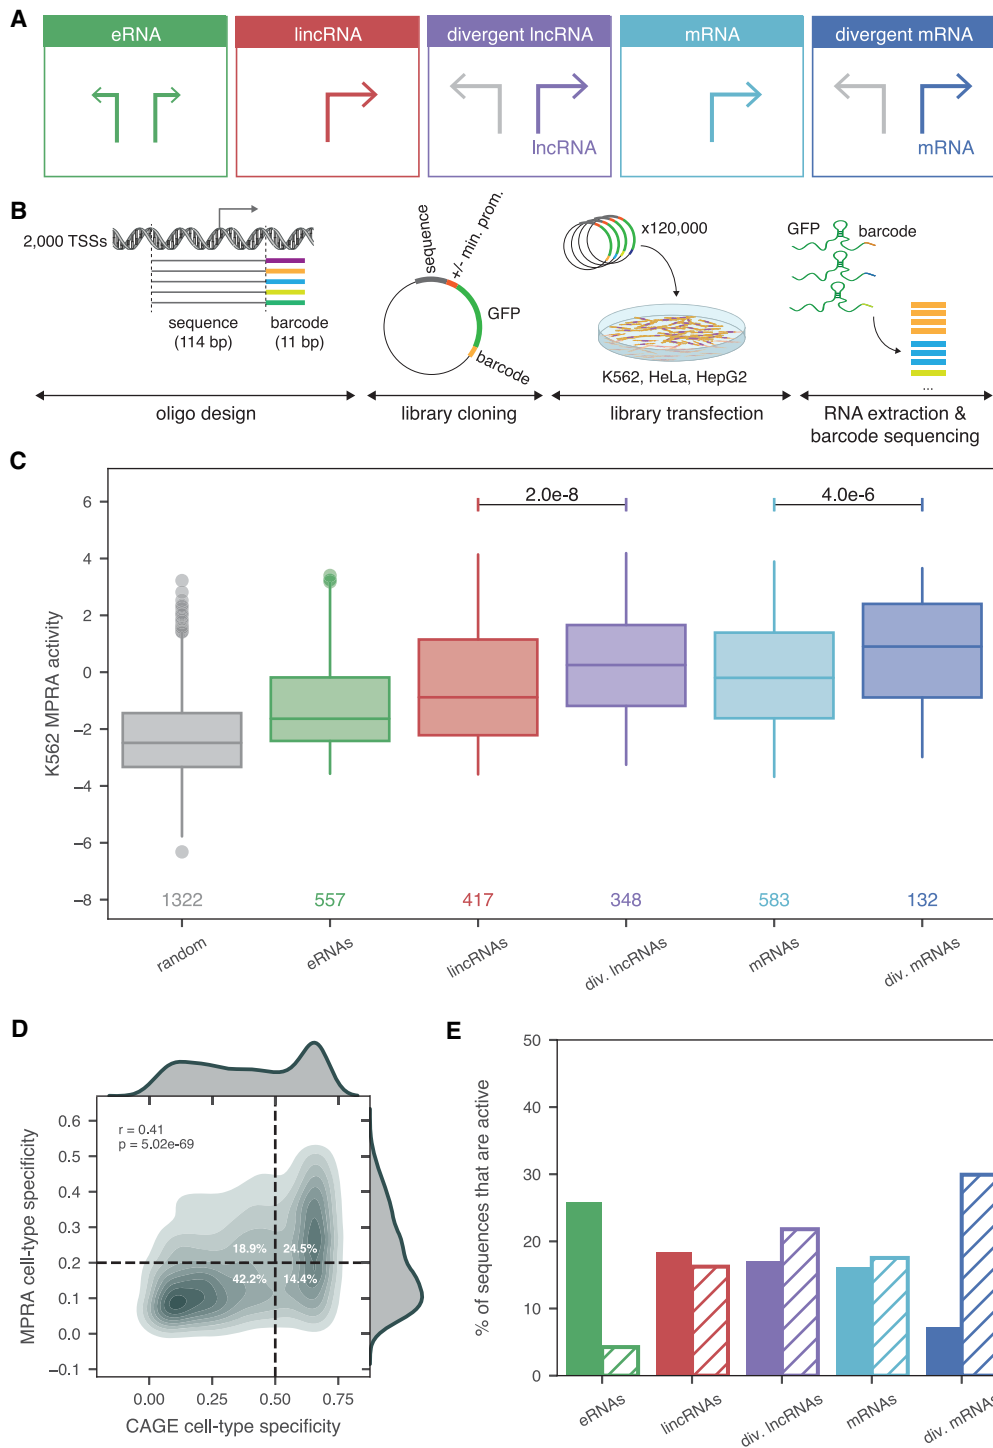 A
eRNA
lincRNA
divergent lncRNA
mRNA
divergent mRNA
lncRNA
mRNA
B
2,000 TSSs
sequence
(114 bp)
barcode
(11 bp)
oligo design
sequence
+/- min. prom.
GFP
barcode
library cloning
x120,000
K562, HeLa, HepG2
library transfection
GFP
barcode
...
RNA extraction &
barcode sequencing
C
K562 MPRA activity
6
4
2
0
−2
−4
−6
−8
2.0e-8
4.0e-6
1322
557
417
348
583
132
random
eRNAs
lincRNAs
div. lncRNAs
mRNAs
div. mRNAs
D
r = 0.41
p = 5.02e-69
MPRA cell-type specificity
0.6
0.5
0.4
0.3
0.2
0.1
0.0
−0.1
18.9%
24.5%
42.2%
14.4%
0.00
0.25
0.50
0.75
CAGE cell-type specificity
E
% of sequences that are active
50
40
30
20
10
0
eRNAs
lincRNAs
div. lncRNAs
mRNAs
div. mRNAs